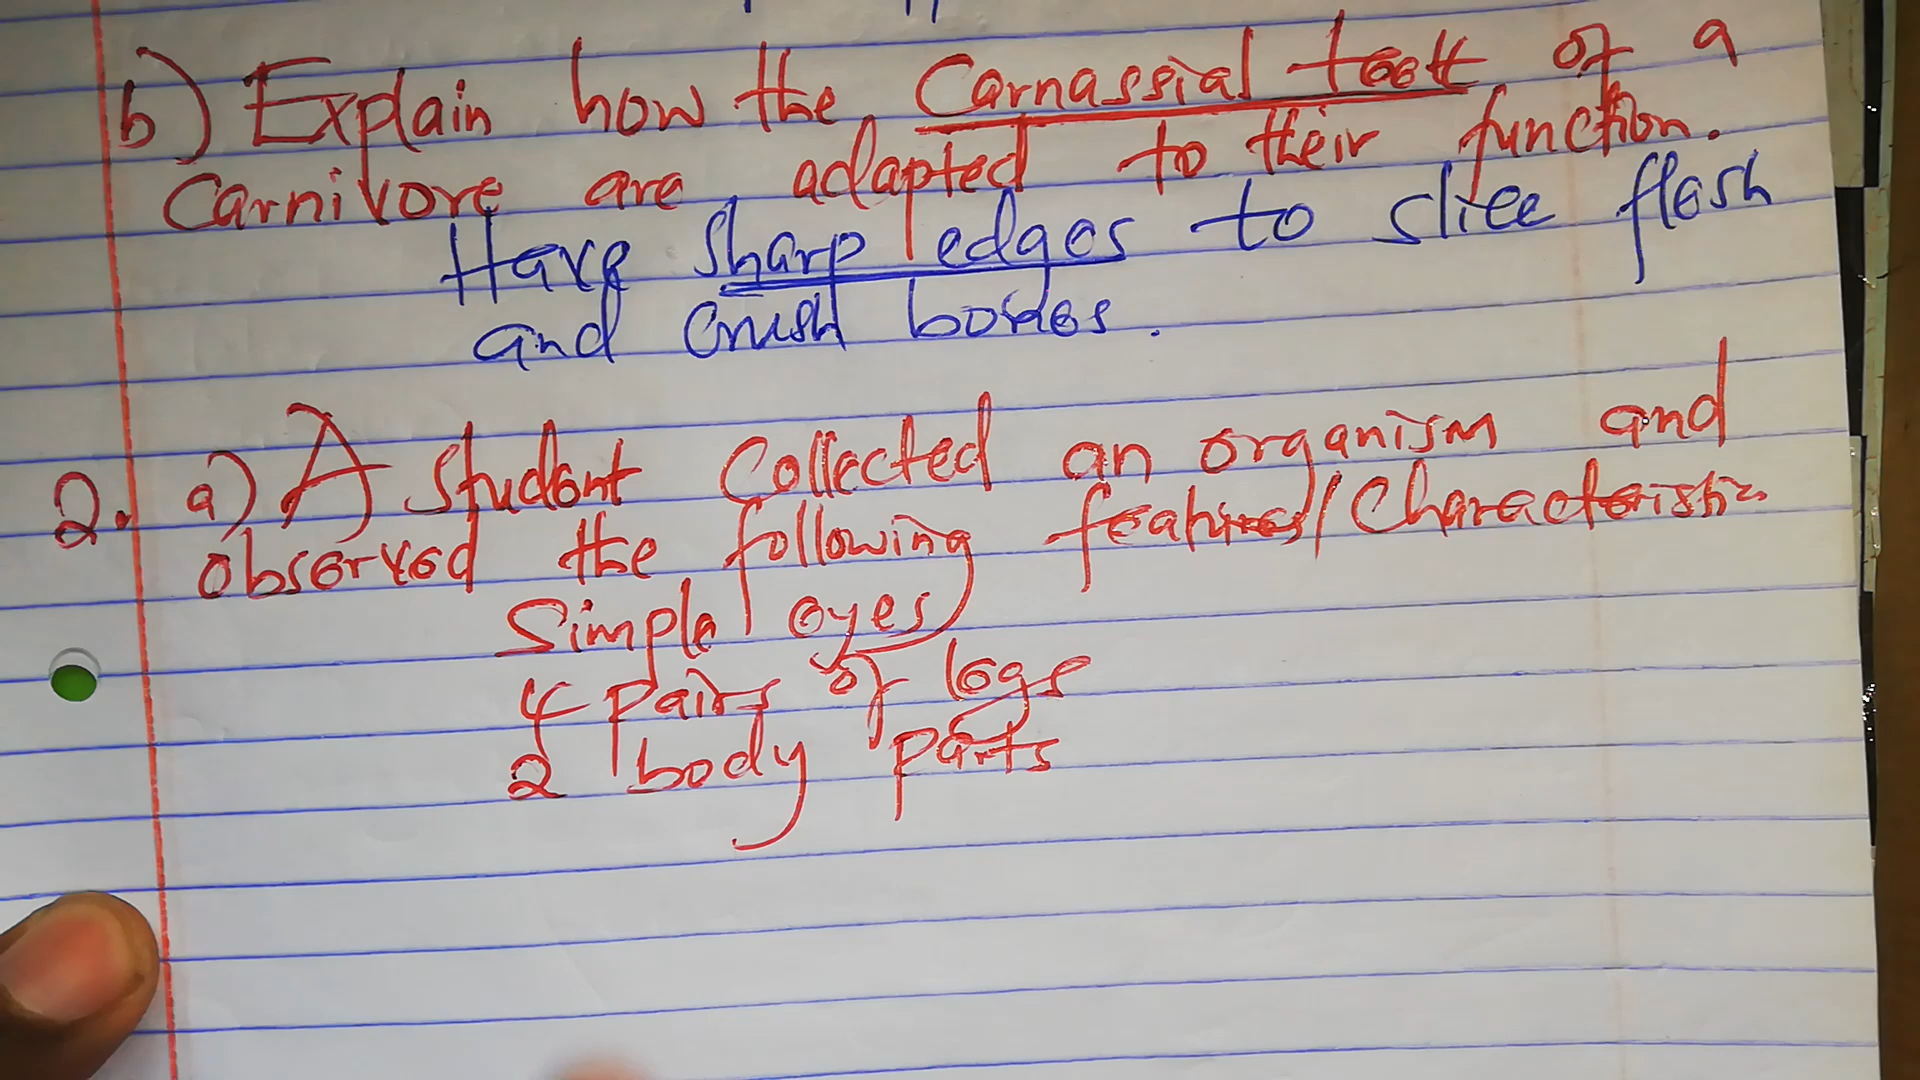 b) Explain how the Carnassial teeth of a
Carnivore are adapted to their function.
Have sharp edges to slice flesh
and crush bones.
2. a) A student collected an organism and
observed the following features/Characteristics
Simple eyes
4 pairs of legs
2 body parts